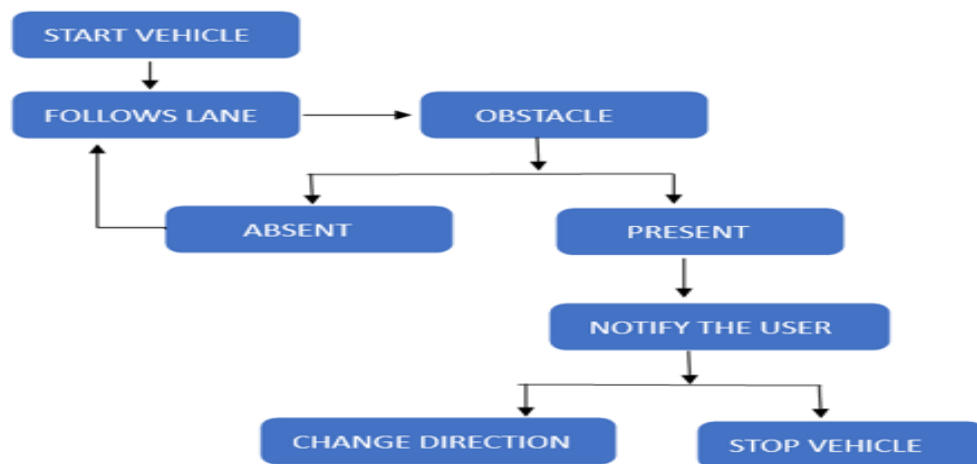 START VEHICLE
FOLLOWS LANE
OBSTACLE
ABSENT
PRESENT
NOTIFY THE USER
CHANGE DIRECTION
STOP VEHICLE